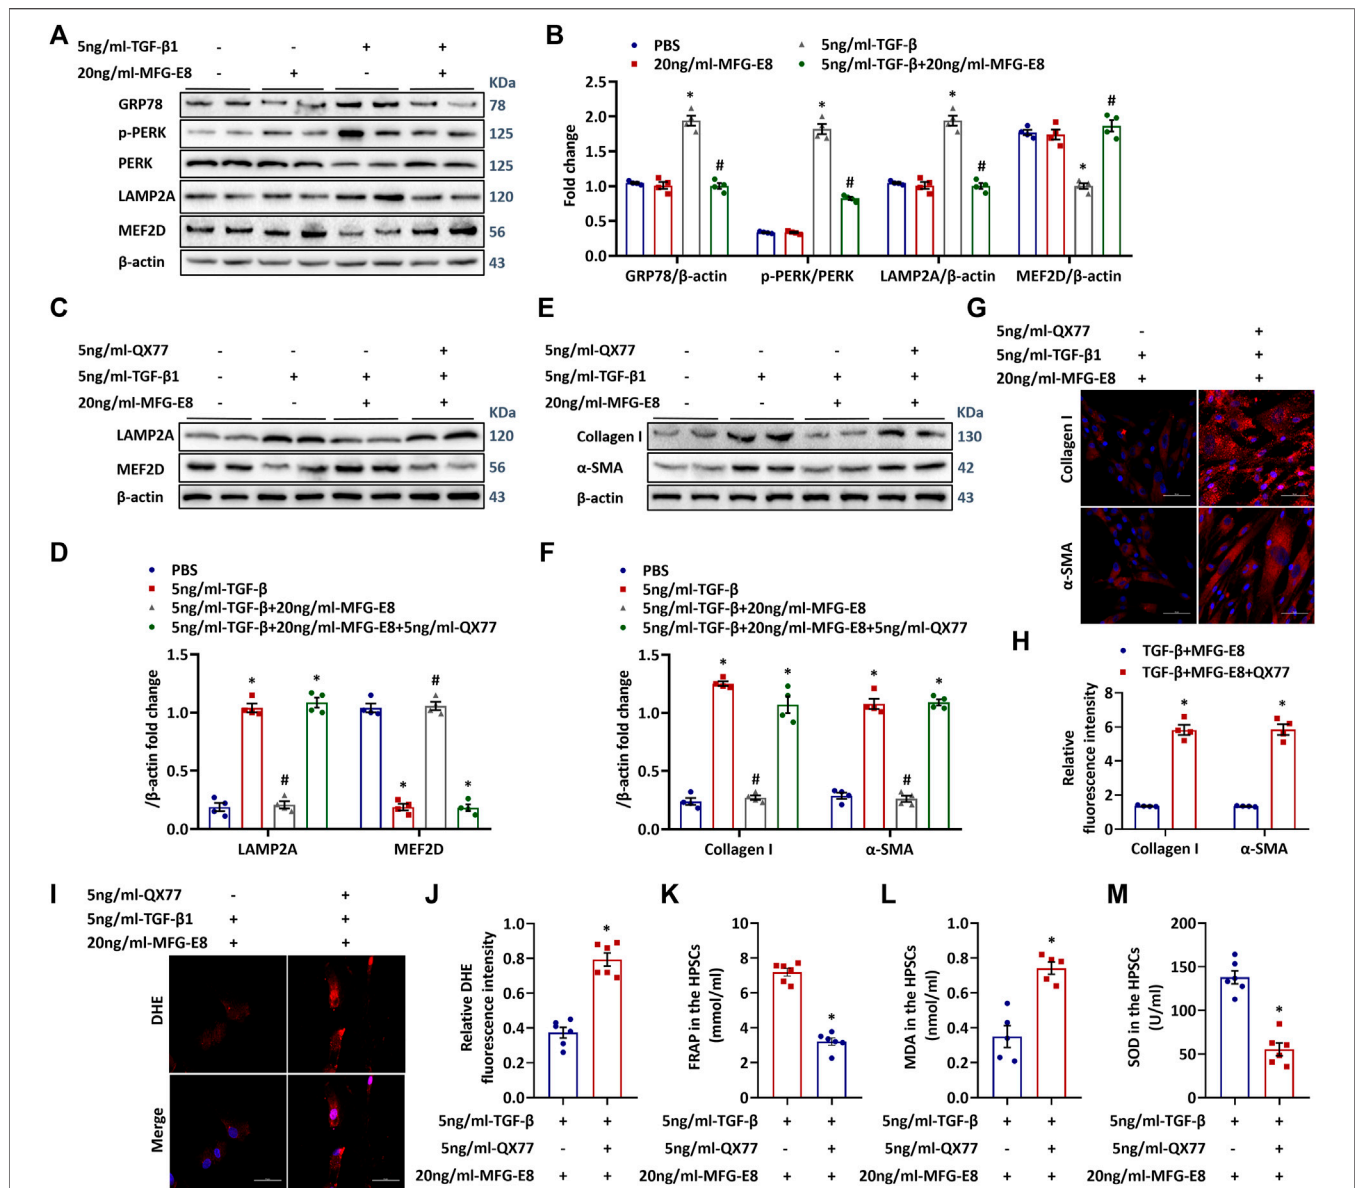 A
5ng/ml-TGF-β1 - - + +
20ng/ml-MFG-E8 - + - +
KDa
GRP78 78
p-PERK 125
PERK 125
LAMP2A 120
MEF2D 56
β-actin 43
B
PBS
20ng/ml-MFG-E8
5ng/ml-TGF-β
5ng/ml-TGF-β+20ng/ml-MFG-E8
Fold change
2.5
2.0
1.5
1.0
0.5
0.0
* # * # * # * #
GRP78/β-actin p-PERK/PERK LAMP2A/β-actin MEF2D/β-actin
C
5ng/ml-QX77 - - - +
5ng/ml-TGF-β1 - + + +
20ng/ml-MFG-E8 - - + +
KDa
LAMP2A 120
MEF2D 56
β-actin 43
E
5ng/ml-QX77 - - - +
5ng/ml-TGF-β1 - + + +
20ng/ml-MFG-E8 - - + +
KDa
Collagen I 130
α-SMA 42
β-actin 43
G
5ng/ml-QX77 - +
5ng/ml-TGF-β1 + +
20ng/ml-MFG-E8 + +
Collagen I
α-SMA
D
PBS
5ng/ml-TGF-β
5ng/ml-TGF-β+20ng/ml-MFG-E8
5ng/ml-TGF-β+20ng/ml-MFG-E8+5ng/ml-QX77
/β-actin fold change
1.5
1.0
0.5
0.0
* # * * # *
LAMP2A MEF2D
F
PBS
5ng/ml-TGF-β
5ng/ml-TGF-β+20ng/ml-MFG-E8
5ng/ml-TGF-β+20ng/ml-MFG-E8+5ng/ml-QX77
/β-actin fold change
1.5
1.0
0.5
0.0
* # * * # *
Collagen I α-SMA
H
TGF-β+MFG-E8
TGF-β+MFG-E8+QX77
Relative
fluorescence intensity
8
6
4
2
0
* *
Collagen I α-SMA
I
5ng/ml-QX77 - +
5ng/ml-TGF-β1 + +
20ng/ml-MFG-E8 + +
DHE
Merge
J
Relative DHE
fluorescence intensity
1.0
0.8
0.6
0.4
0.2
0.0
*
5ng/ml-TGF-β + +
5ng/ml-QX77 - +
20ng/ml-MFG-E8 + +
K
FRAP in the HPSCs
(mmol/ml)
10
8
6
4
2
0
*
5ng/ml-TGF-β + +
5ng/ml-QX77 - +
20ng/ml-MFG-E8 + +
L
MDA in the HPSCs
(nmol/ml)
1.0
0.8
0.6
0.4
0.2
0.0
*
5ng/ml-TGF-β + +
5ng/ml-QX77 - +
20ng/ml-MFG-E8 + +
M
SOD in the HPSCs
(U/ml)
200
150
100
50
0
*
5ng/ml-TGF-β + +
5ng/ml-QX77 - +
20ng/ml-MFG-E8 + +